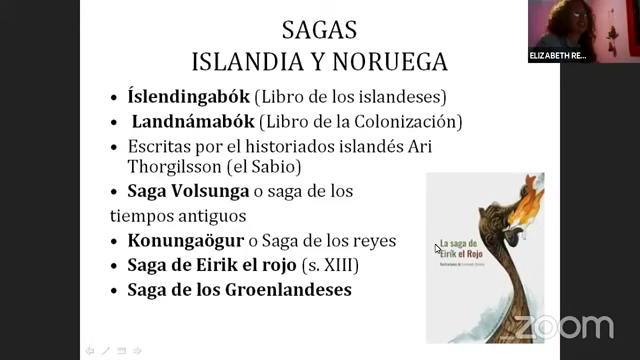 SAGAS
ISLANDIA Y NORUEGA
• Íslendingabók (Libro de los islandeses)
• Landnámabók (Libro de la Colonización)
• Escritas por el historiados islandés Ari
Thorgilsson (el Sabio)
• Saga Volsunga o saga de los
tiempos antiguos
• Konungaögur o Saga de los reyes
• Saga de Eirik el rojo (s. XIII)
• Saga de los Groenlandeses
La saga de
Eirik el Rojo
ELIZABETH RE...
zoom